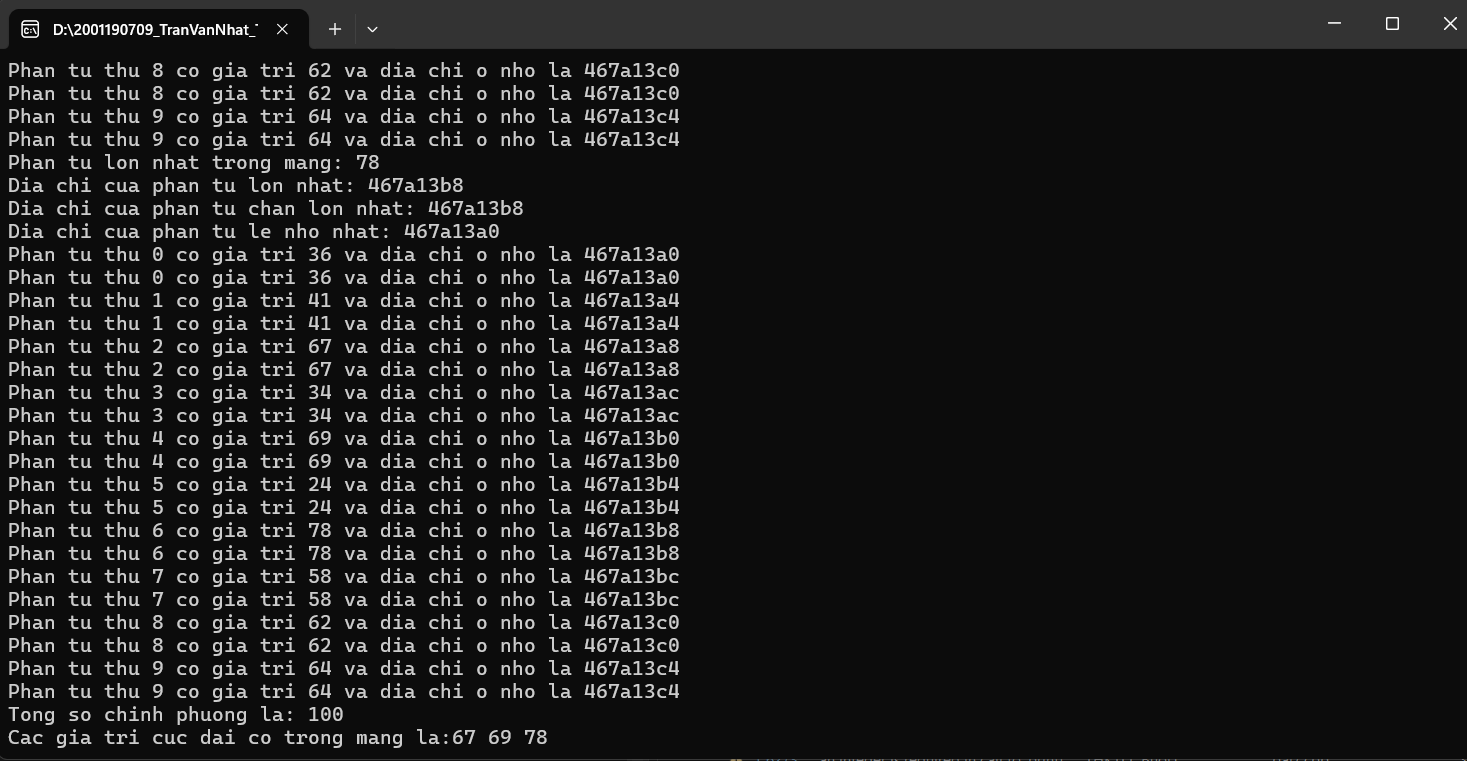 D:\2001190709_TranVanNhat_
Phan tu thu 8 co gia tri 62 va dia chi o nho la 467a13c0
Phan tu thu 8 co gia tri 62 va dia chi o nho la 467a13c0
Phan tu thu 9 co gia tri 64 va dia chi o nho la 467a13c4
Phan tu thu 9 co gia tri 64 va dia chi o nho la 467a13c4
Phan tu lon nhat trong mang: 78
Dia chi cua phan tu lon nhat: 467a13b8
Dia chi cua phan tu chan lon nhat: 467a13b8
Dia chi cua phan tu le nho nhat: 467a13a0
Phan tu thu 0 co gia tri 36 va dia chi o nho la 467a13a0
Phan tu thu 0 co gia tri 36 va dia chi o nho la 467a13a0
Phan tu thu 1 co gia tri 41 va dia chi o nho la 467a13a4
Phan tu thu 1 co gia tri 41 va dia chi o nho la 467a13a4
Phan tu thu 2 co gia tri 67 va dia chi o nho la 467a13a8
Phan tu thu 2 co gia tri 67 va dia chi o nho la 467a13a8
Phan tu thu 3 co gia tri 34 va dia chi o nho la 467a13ac
Phan tu thu 3 co gia tri 34 va dia chi o nho la 467a13ac
Phan tu thu 4 co gia tri 69 va dia chi o nho la 467a13b0
Phan tu thu 4 co gia tri 69 va dia chi o nho la 467a13b0
Phan tu thu 5 co gia tri 24 va dia chi o nho la 467a13b4
Phan tu thu 5 co gia tri 24 va dia chi o nho la 467a13b4
Phan tu thu 6 co gia tri 78 va dia chi o nho la 467a13b8
Phan tu thu 6 co gia tri 78 va dia chi o nho la 467a13b8
Phan tu thu 7 co gia tri 58 va dia chi o nho la 467a13bc
Phan tu thu 7 co gia tri 58 va dia chi o nho la 467a13bc
Phan tu thu 8 co gia tri 62 va dia chi o nho la 467a13c0
Phan tu thu 8 co gia tri 62 va dia chi o nho la 467a13c0
Phan tu thu 9 co gia tri 64 va dia chi o nho la 467a13c4
Phan tu thu 9 co gia tri 64 va dia chi o nho la 467a13c4
Tong so chinh phuong la: 100
Cac gia tri cuc dai co trong mang la:67 69 78